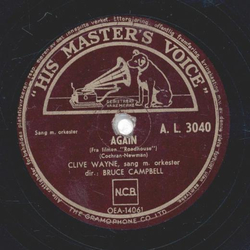 "HIS MASTER'S VOICE"
Sang m. orkester
A. L. 3040
AGAIN
(Fra filmen "Roadhouse")
(Cochran-Newman)
CLIVE WAYNE, sang m. orkester
dir.: BRUCE CAMPBELL
N.C.B.
OEA-14061
THE GRAMOPHONE CO. LTD.